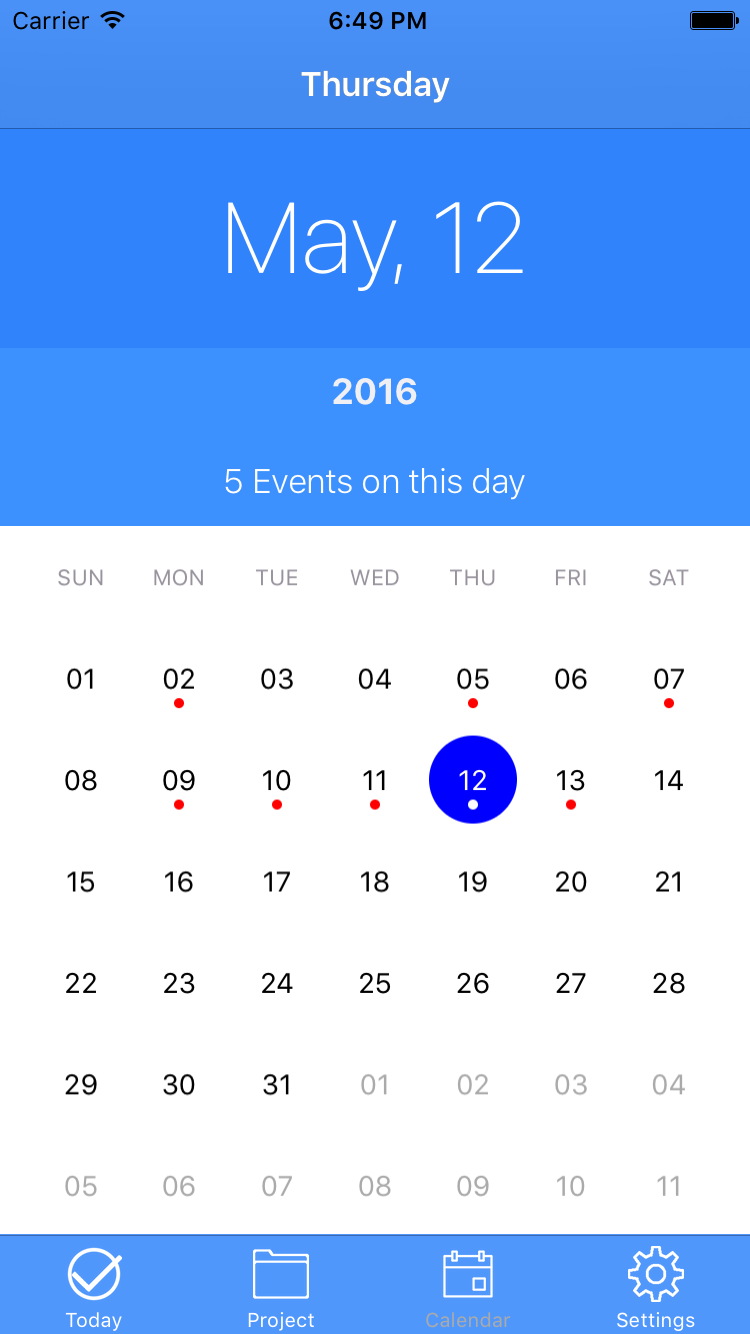 Carrier 6:49 PM
Thursday
May, 12
2016
5 Events on this day
SUN MON TUE WED THU FRI SAT
01 02 03 04 05 06 07
08 09 10 11 12 13 14
15 16 17 18 19 20 21
22 23 24 25 26 27 28
29 30 31 01 02 03 04
05 06 07 08 09 10 11
Today Project Calendar Settings